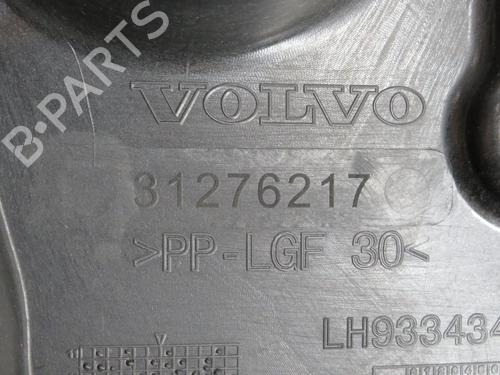 B-PARTS
VOLVO
31276217
>PP-LGF 30<
LH933434